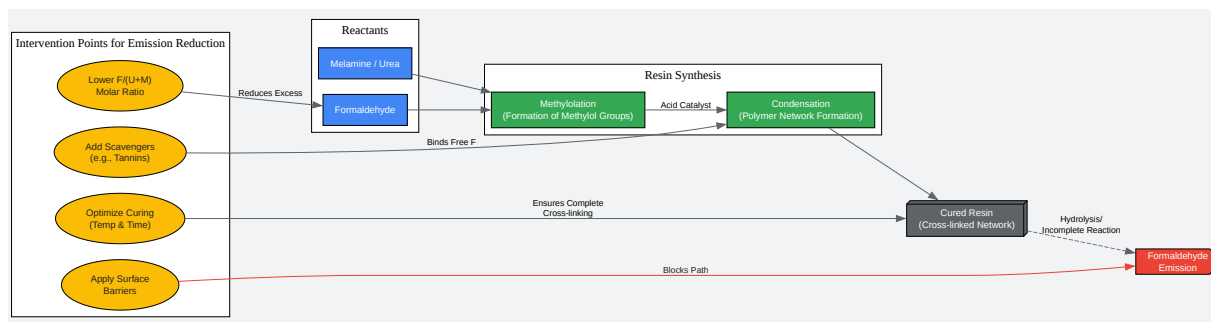 Intervention Points for Emission Reduction
Lower F/(U+M)
Molar Ratio
Add Scavengers
(e.g., Tannins)
Optimize Curing
(Temp & Time)
Apply Surface
Barriers
Reduces Excess
Reactants
Melamine / Urea
Formaldehyde
Binds Free F
Resin Synthesis
Methylolation
(Formation of Methylol Groups)
Acid Catalyst
Condensation
(Polymer Network Formation)
Ensures Complete
Cross-linking
Cured Resin
(Cross-linked Network)
Hydrolysis/
Incomplete Reaction
Blocks Path
Formaldehyde
Emission